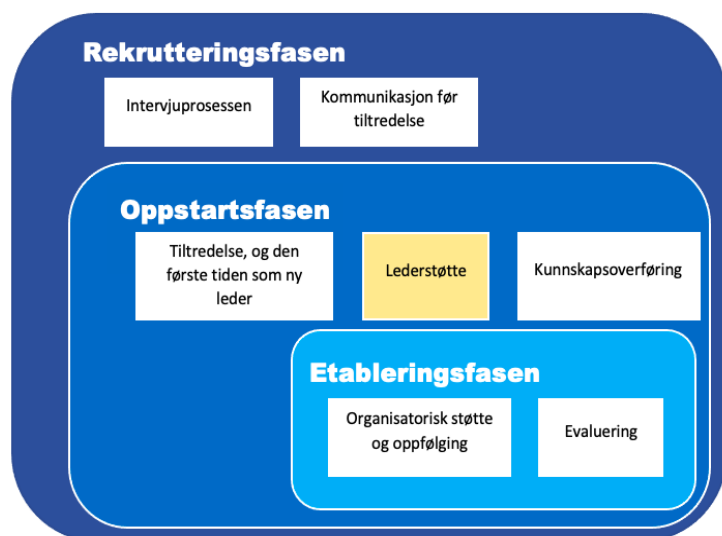 Rekrutteringsfasen
Intervjuprosessen
Kommunikasjon før
tiltredelse
Oppstartsfasen
Tiltredelse, og den
første tiden som ny
leder
Lederstøtte
Kunnskapsoverføring
Etableringsfasen
Organisatorisk støtte
og oppfølging
Evaluering